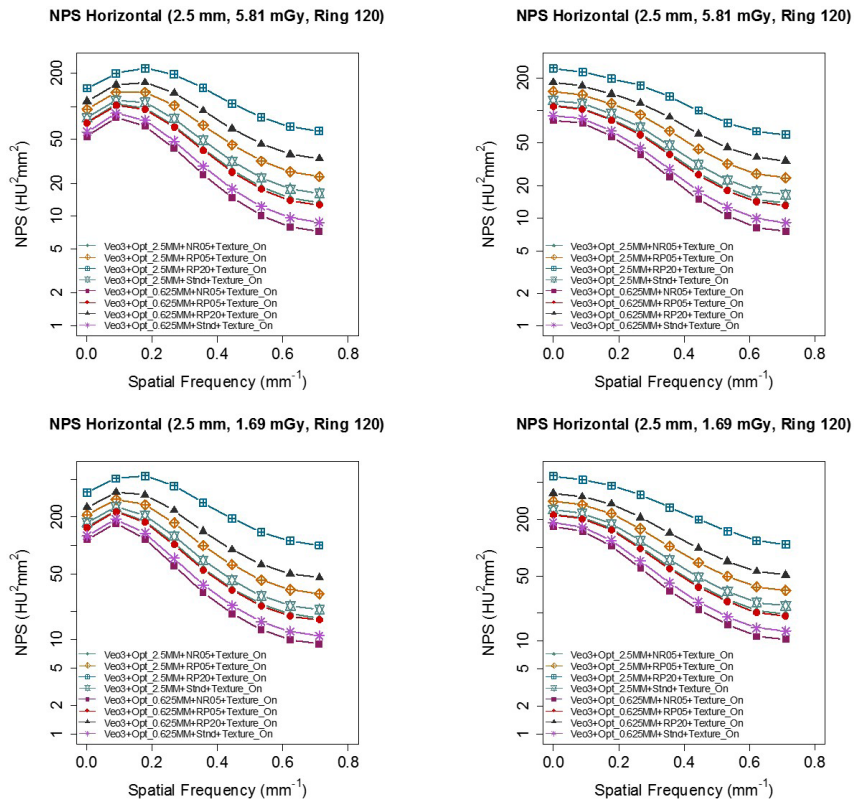 NPS Horizontal (2.5 mm, 5.81 mGy, Ring 120)
NPS (HU²mm²)
200
50
20
10
5
2
1
Veo3+Opt_2.5MM+NR05+Texture_On
Veo3+Opt_2.5MM+RP05+Texture_On
Veo3+Opt_2.5MM+RP20+Texture_On
Veo3+Opt_2.5MM+Stnd+Texture_On
Veo3+Opt_0.625MM+NR05+Texture_On
Veo3+Opt_0.625MM+RP05+Texture_On
Veo3+Opt_0.625MM+RP20+Texture_On
Veo3+Opt_0.625MM+Stnd+Texture_On
0.0 0.2 0.4 0.6 0.8
Spatial Frequency (mm⁻¹)
NPS Horizontal (2.5 mm, 5.81 mGy, Ring 120)
NPS (HU²mm²)
200
50
20
10
5
2
1
Veo3+Opt_2.5MM+NR05+Texture_On
Veo3+Opt_2.5MM+RP05+Texture_On
Veo3+Opt_2.5MM+RP20+Texture_On
Veo3+Opt_2.5MM+Stnd+Texture_On
Veo3+Opt_0.625MM+NR05+Texture_On
Veo3+Opt_0.625MM+RP05+Texture_On
Veo3+Opt_0.625MM+RP20+Texture_On
Veo3+Opt_0.625MM+Stnd+Texture_On
0.0 0.2 0.4 0.6 0.8
Spatial Frequency (mm⁻¹)
NPS Horizontal (2.5 mm, 1.69 mGy, Ring 120)
NPS (HU²mm²)
200
50
10
5
2
1
Veo3+Opt_2.5MM+NR05+Texture_On
Veo3+Opt_2.5MM+RP05+Texture_On
Veo3+Opt_2.5MM+RP20+Texture_On
Veo3+Opt_2.5MM+Stnd+Texture_On
Veo3+Opt_0.625MM+NR05+Texture_On
Veo3+Opt_0.625MM+RP05+Texture_On
Veo3+Opt_0.625MM+RP20+Texture_On
Veo3+Opt_0.625MM+Stnd+Texture_On
0.0 0.2 0.4 0.6 0.8
Spatial Frequency (mm⁻¹)
NPS Horizontal (2.5 mm, 1.69 mGy, Ring 120)
NPS (HU²mm²)
200
50
10
5
2
1
Veo3+Opt_2.5MM+NR05+Texture_On
Veo3+Opt_2.5MM+RP05+Texture_On
Veo3+Opt_2.5MM+RP20+Texture_On
Veo3+Opt_2.5MM+Stnd+Texture_On
Veo3+Opt_0.625MM+NR05+Texture_On
Veo3+Opt_0.625MM+RP05+Texture_On
Veo3+Opt_0.625MM+RP20+Texture_On
Veo3+Opt_0.625MM+Stnd+Texture_On
0.0 0.2 0.4 0.6 0.8
Spatial Frequency (mm⁻¹)